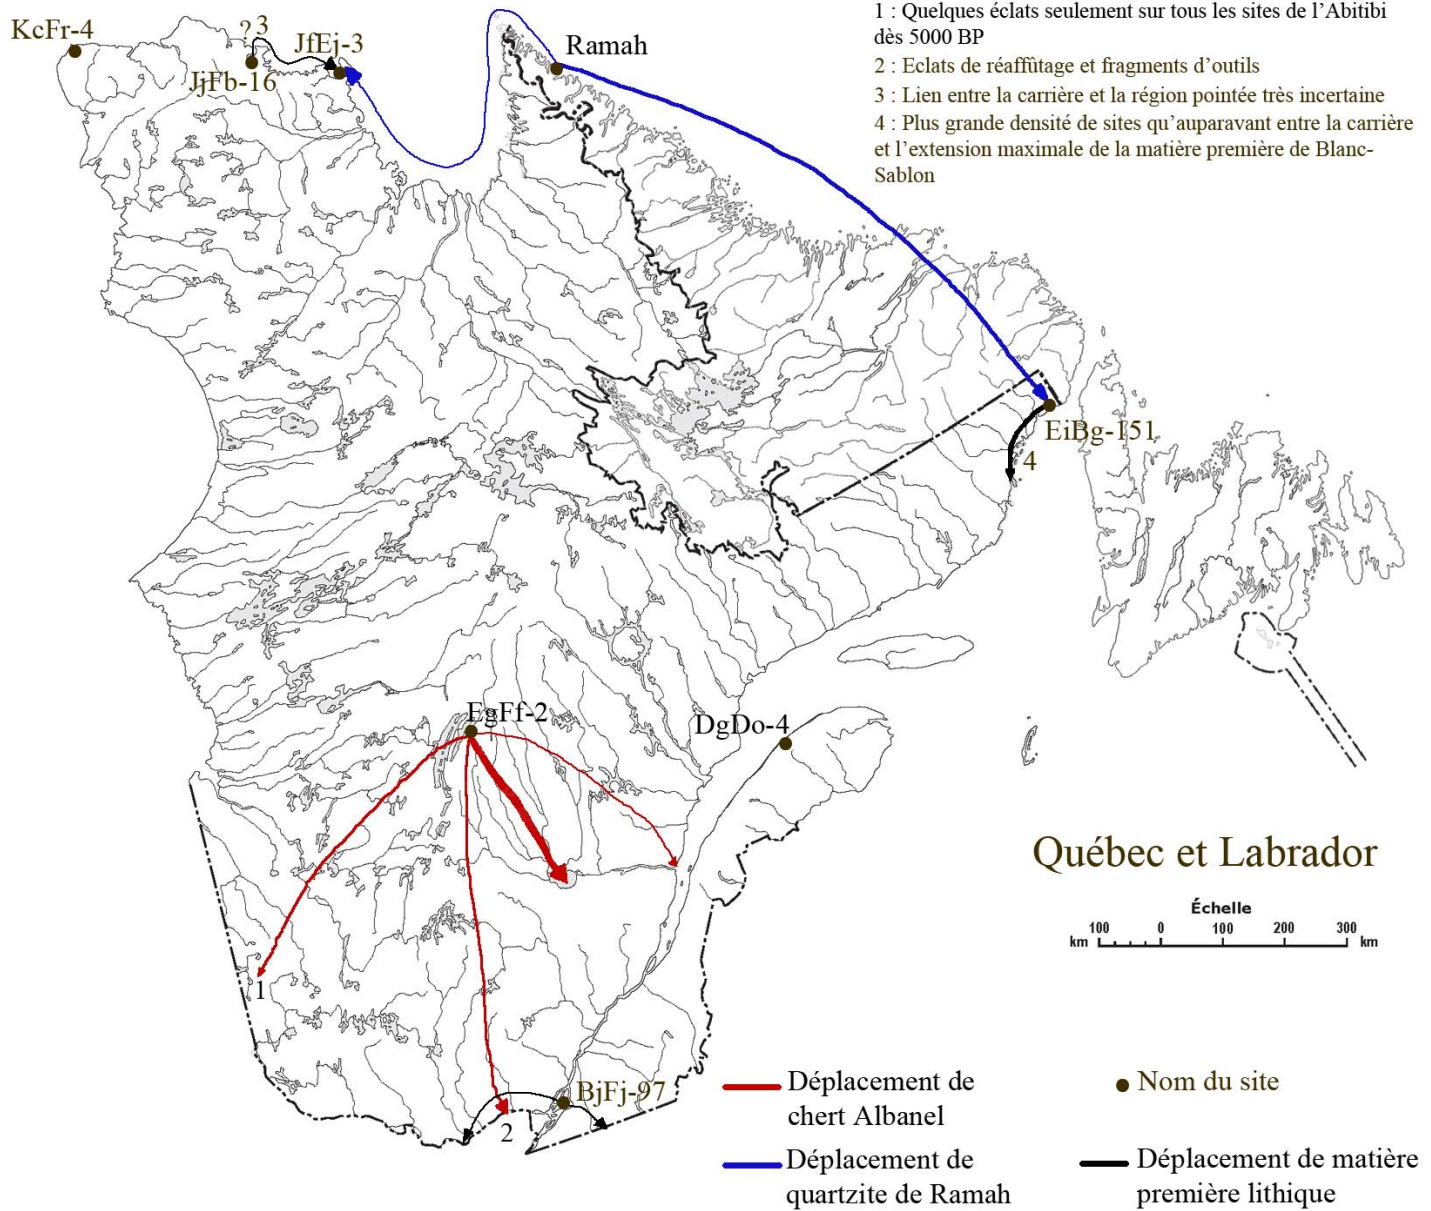 1 : Quelques éclats seulement sur tous les sites de l’Abitibi
dès 5000 BP
2 : Eclats de réaffûtage et fragments d’outils
3 : Lien entre la carrière et la région pointée très incertaine
4 : Plus grande densité de sites qu’auparavant entre la carrière
et l’extension maximale de la matière première de Blanc-
Sablon
KcFr-4
? 3
JfEj-3
JjFb-16
Ramah
EiBg-151
4
EgFf-2
DgDo-4
1
BjFj-97
2
Québec et Labrador
Échelle
km 100 0 100 200 300 km
Déplacement de
chert Albanel
Nom du site
Déplacement de
quartzite de Ramah
Déplacement de matière
première lithique